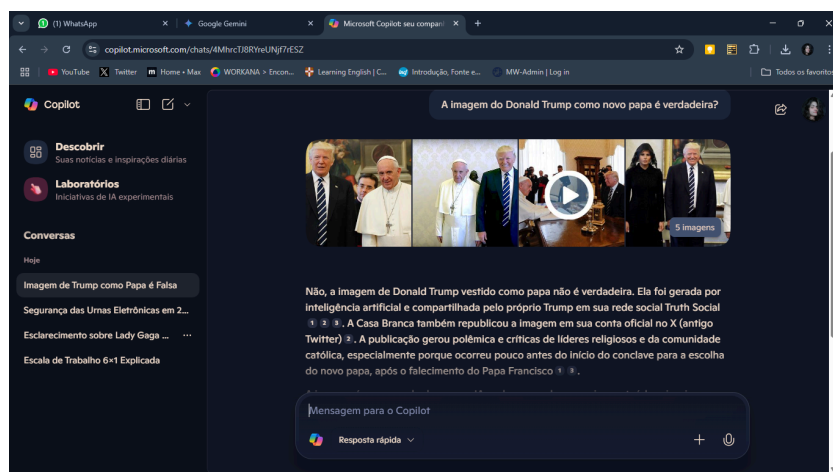 (1) WhatsApp
Google Gemini
Microsoft Copilot: seu compan
copilot.microsoft.com/chats/4MhrcTJ8RYreUNjf7rESZ
YouTube
Twitter
Home • Max
WORKANA > Encon...
Learning English | C...
Introdução, Fonte e...
MW-Admin | Log in
Todos os favoritos
Copilot
Descobrir
Suas notícias e inspirações diárias
Laboratórios
Iniciativas de IA experimentais
Conversas
Hoje
Imagem de Trump como Papa é Falsa
Segurança das Urnas Eletrônicas em 2...
Esclarecimento sobre Lady Gaga ...
Escala de Trabalho 6×1 Explicada
A imagem do Donald Trump como novo papa é verdadeira?
5 imagens
Não, a imagem de Donald Trump vestido como papa não é verdadeira. Ela foi gerada por
inteligência artificial e compartilhada pelo próprio Trump em sua rede social Truth Social
1 2 3 . A Casa Branca também republicou a imagem em sua conta oficial no X (antigo
Twitter) 2 . A publicação gerou polêmica e críticas de líderes religiosos e da comunidade
católica, especialmente porque ocorreu pouco antes do início do conclave para a escolha
do novo papa, após o falecimento do Papa Francisco 1 3 .
Mensagem para o Copilot
Resposta rápida